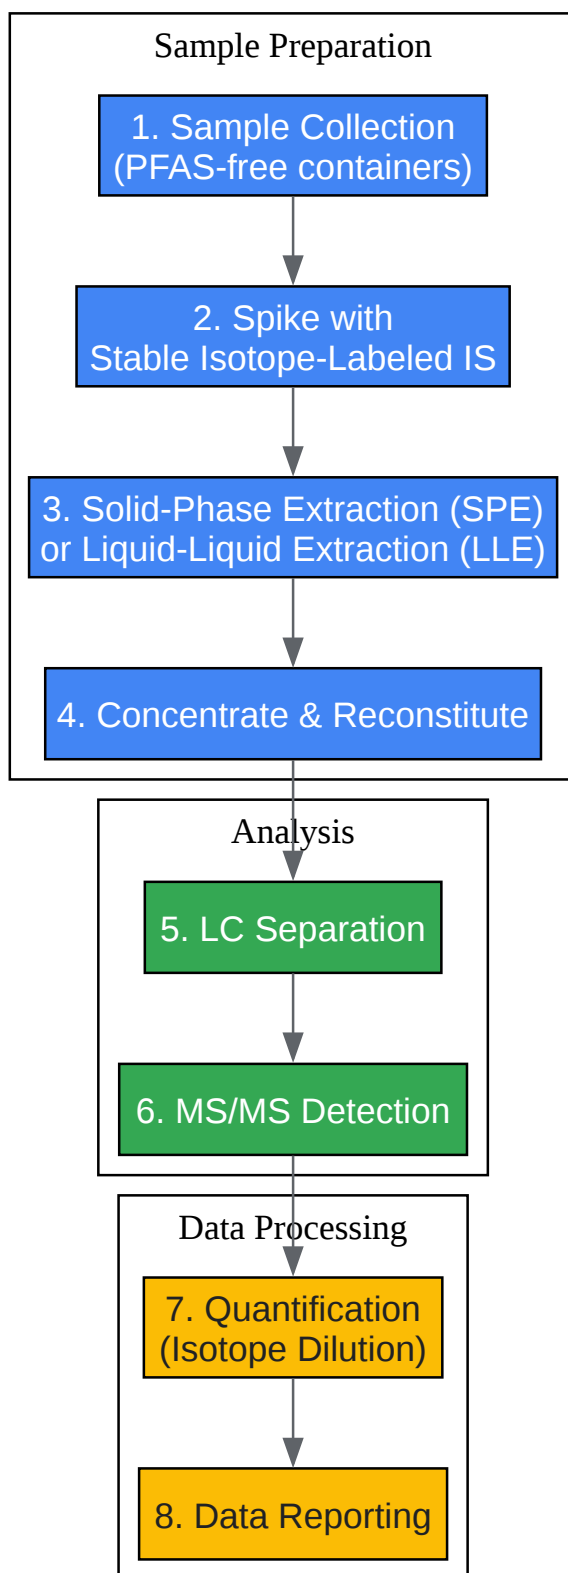 Sample Preparation
1. Sample Collection
(PFAS-free containers)
2. Spike with
Stable Isotope-Labeled IS
3. Solid-Phase Extraction (SPE)
or Liquid-Liquid Extraction (LLE)
4. Concentrate & Reconstitute
Analysis
5. LC Separation
6. MS/MS Detection
Data Processing
7. Quantification
(Isotope Dilution)
8. Data Reporting